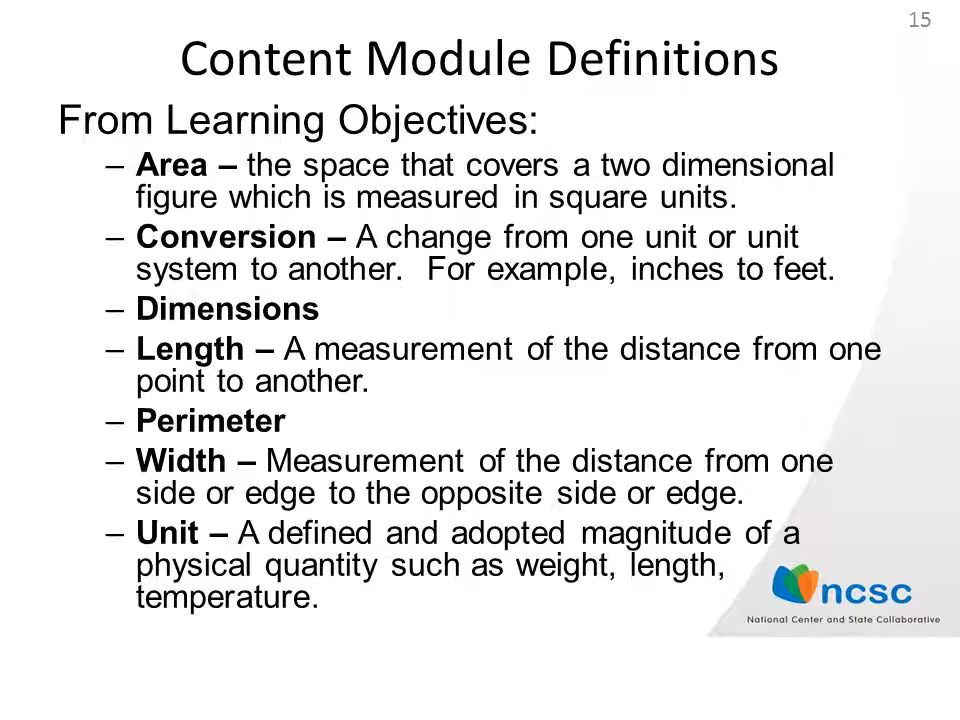 15
Content Module Definitions
From Learning Objectives:
– Area – the space that covers a two dimensional
figure which is measured in square units.
– Conversion – A change from one unit or unit
system to another.  For example, inches to feet.
– Dimensions
– Length – A measurement of the distance from one
point to another.
– Perimeter
– Width – Measurement of the distance from one
side or edge to the opposite side or edge.
– Unit – A defined and adopted magnitude of a
physical quantity such as weight, length,
temperature.
ncsc
National Center and State Collaborative